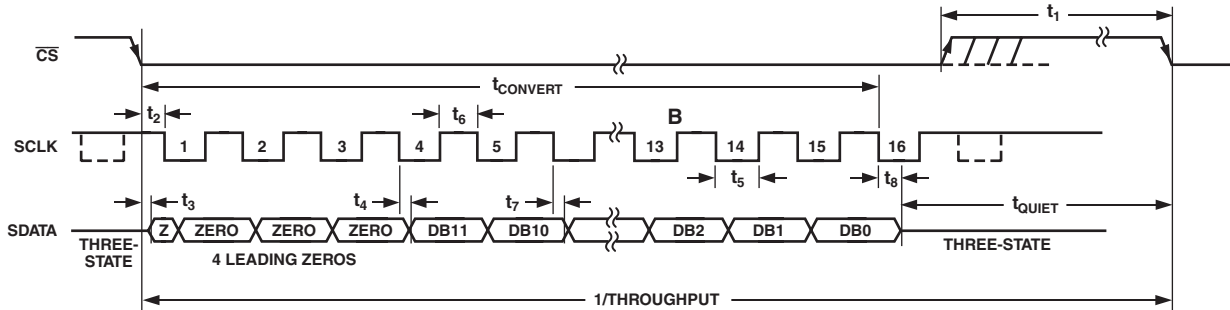 t1
CS
tCONVERT
t2 t6 B
SCLK 1 2 3 4 5 13 14 15 16
t5 t8
t3 t4 t7 tQUIET
SDATA Z ZERO ZERO ZERO DB11 DB10 DB2 DB1 DB0
THREE-STATE 4 LEADING ZEROS THREE-STATE
1/THROUGHPUT